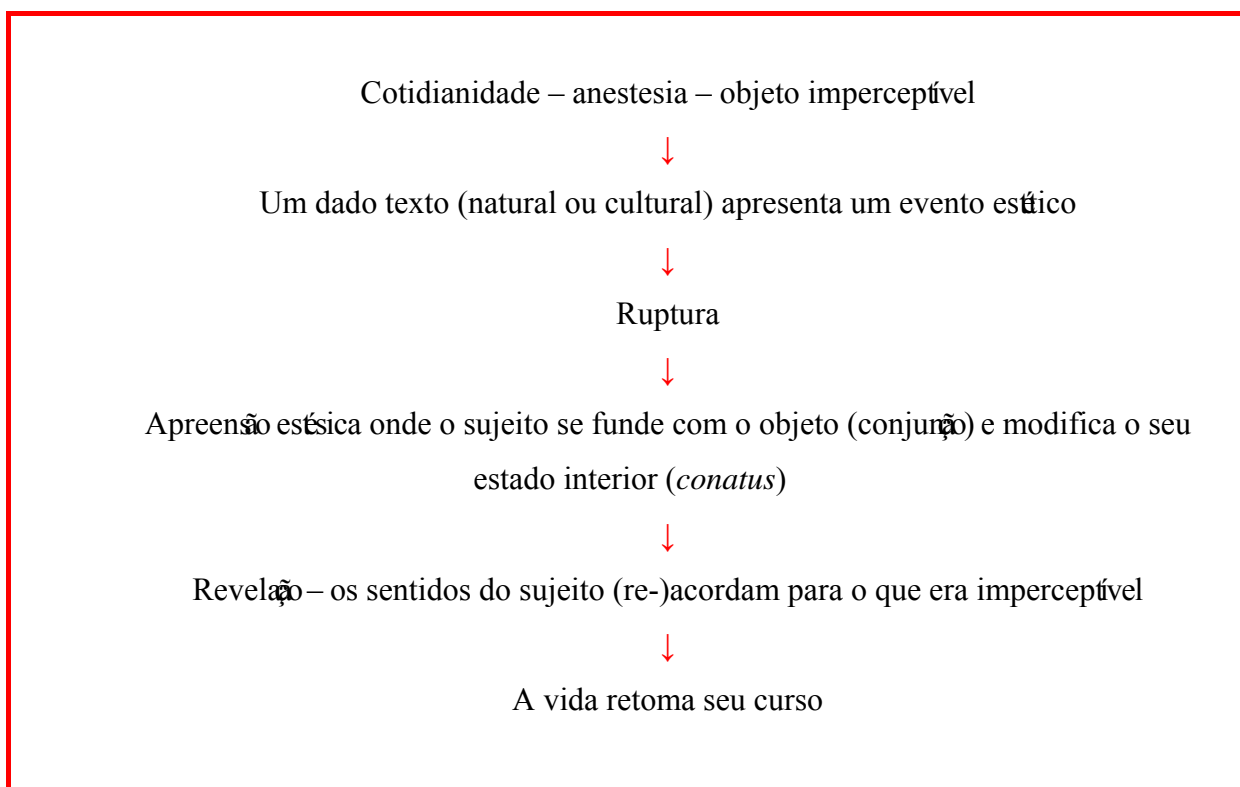 Cotidianidade – anestesia – objeto imperceptível
↓
Um dado texto (natural ou cultural) apresenta um evento estético
↓
Ruptura
↓
Apreensão estésica onde o sujeito se funde com o objeto (conjunção) e modifica o seu
estado interior (conatus)
↓
Revelação – os sentidos do sujeito (re-)acordam para o que era imperceptível
↓
A vida retoma seu curso